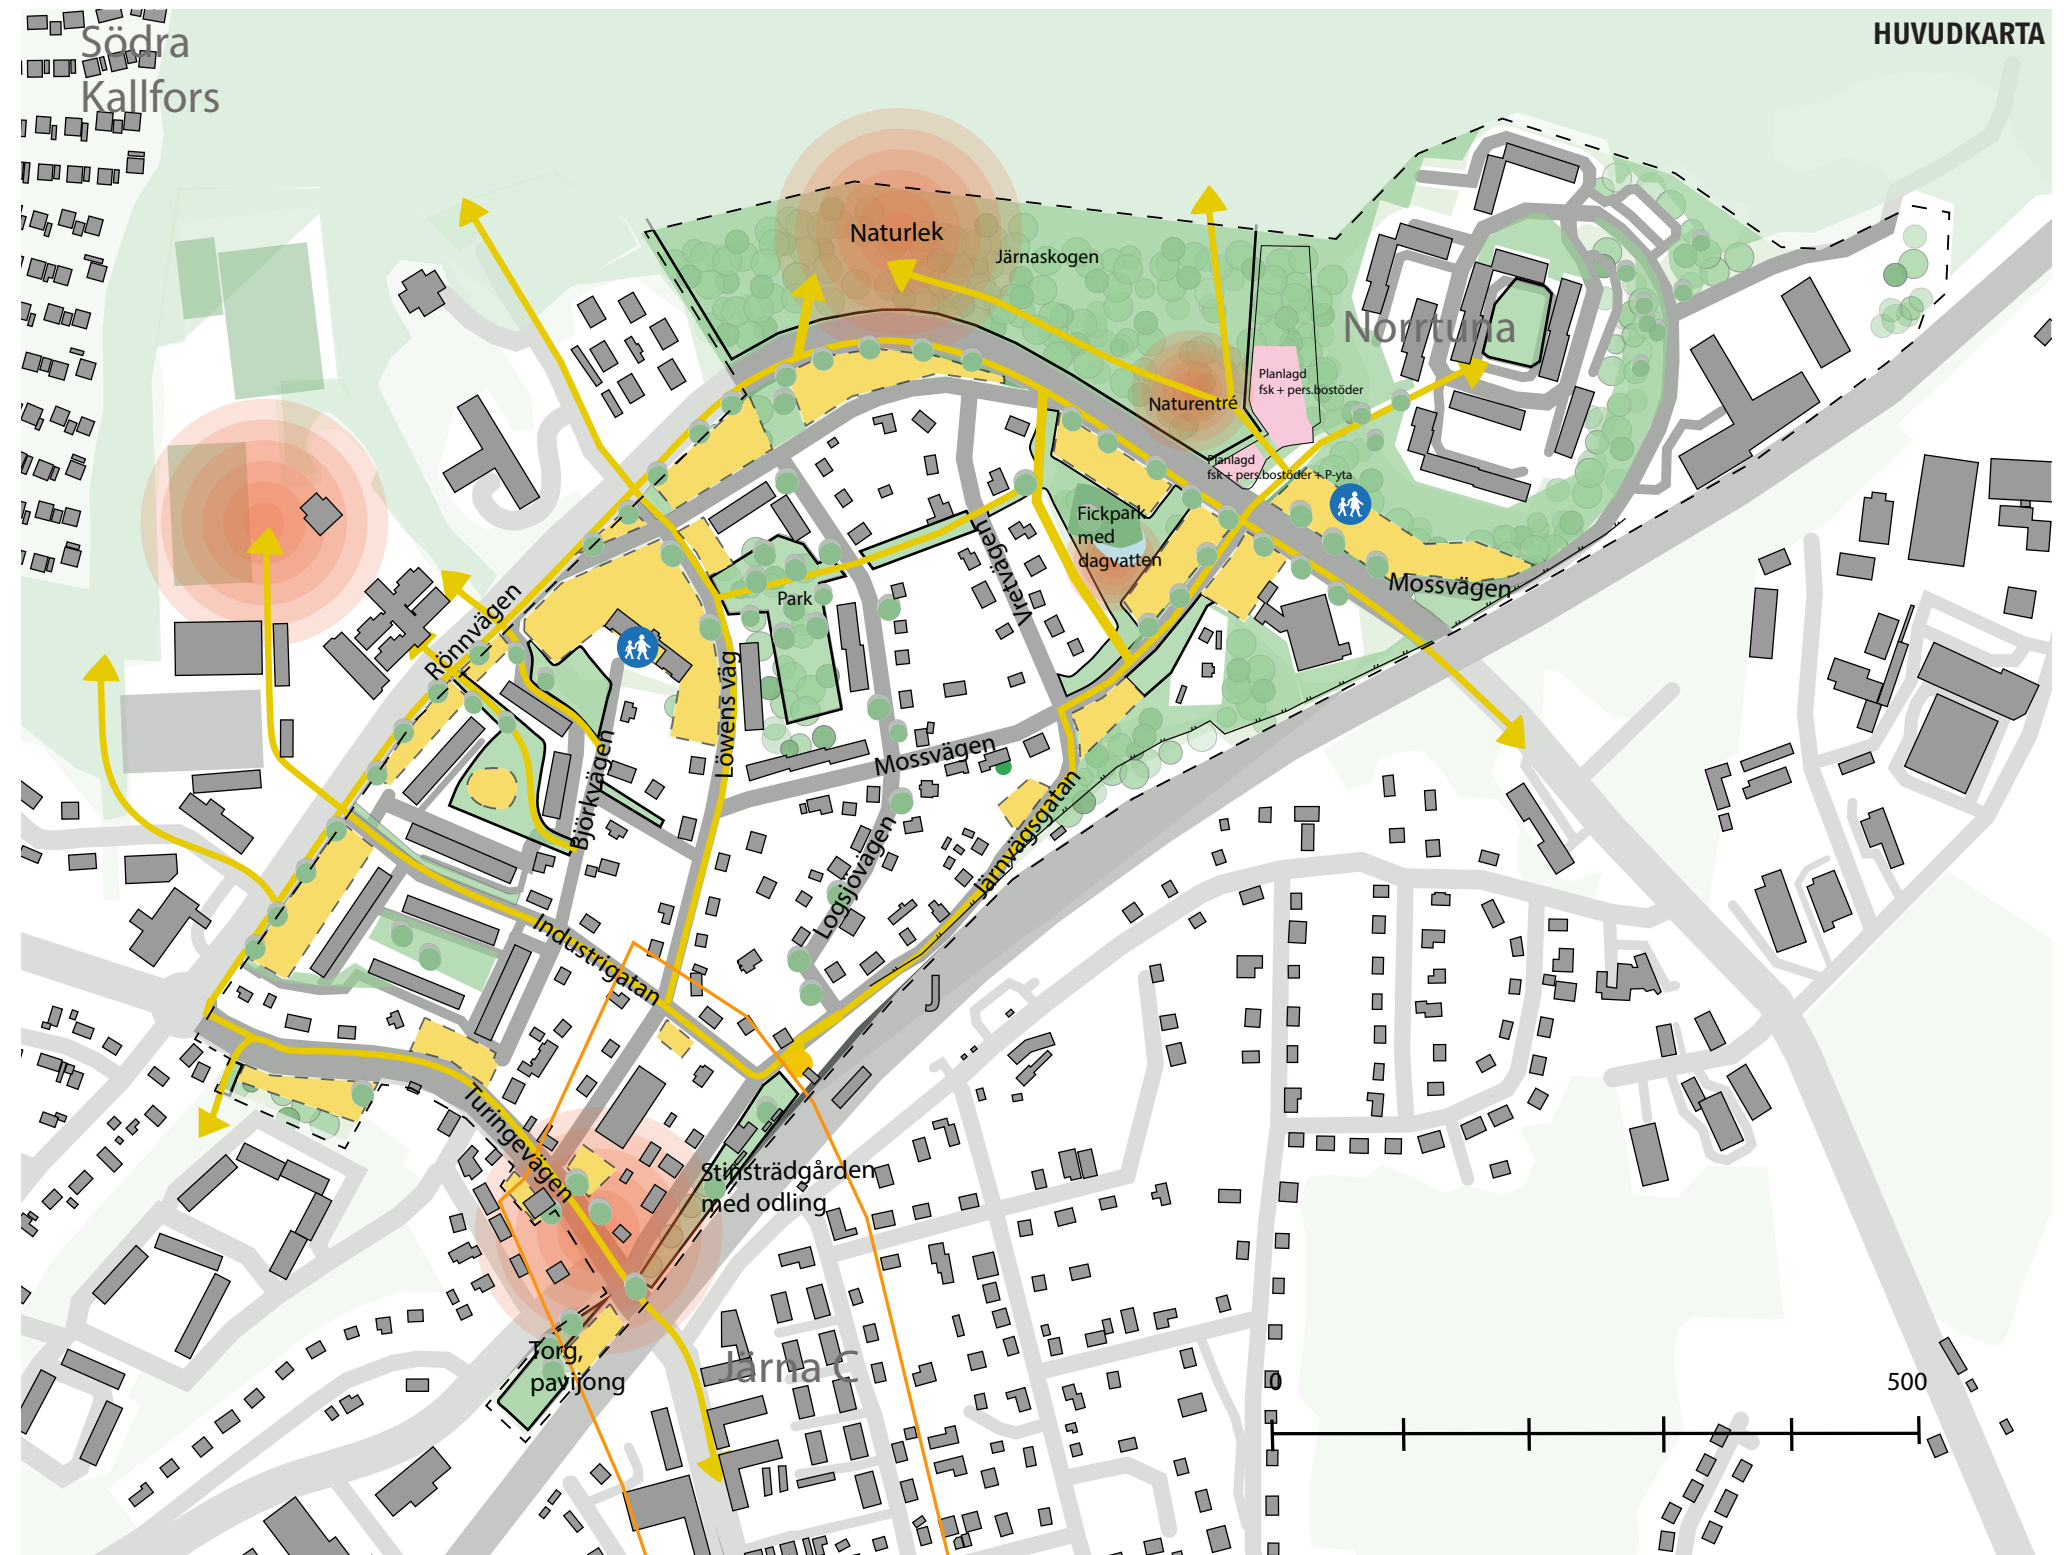 HUVUDKARTA
Södra
Kallfors
Naturlek
Järnaskogen
Norrtuna
Planlagd
fsk + pers.bostöder
Naturentré
Planlagd
fsk + pers.bostöder + P-yta
Fickpark
med
dagvatten
Vretvägen
Mossvägen
Rönnvägen
Park
Löwens väg
Björkvägen
Mossvägen
Järnvägsgatan
Logsjövägen
Industrigatan
J
Turingevägen
Stinsträdgården
med odling
Torg,
paviljong
Järna C
0
500